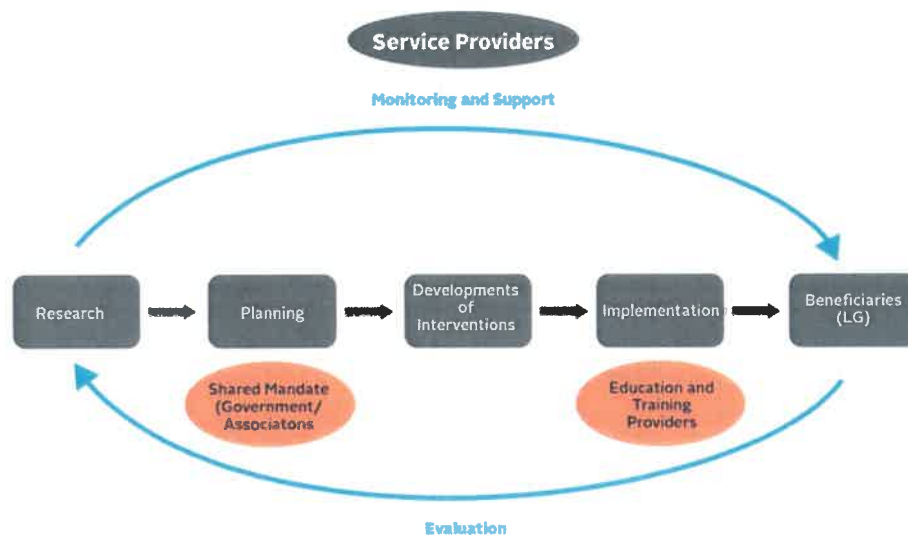 Service Providers
Monitoring and Support
Research
Planning
Developments
of
Interventions
Implementation
Beneficiaries
(LG)
Shared Mandate
(Government/
Associatons
Education and
Training
Providers
Evaluation